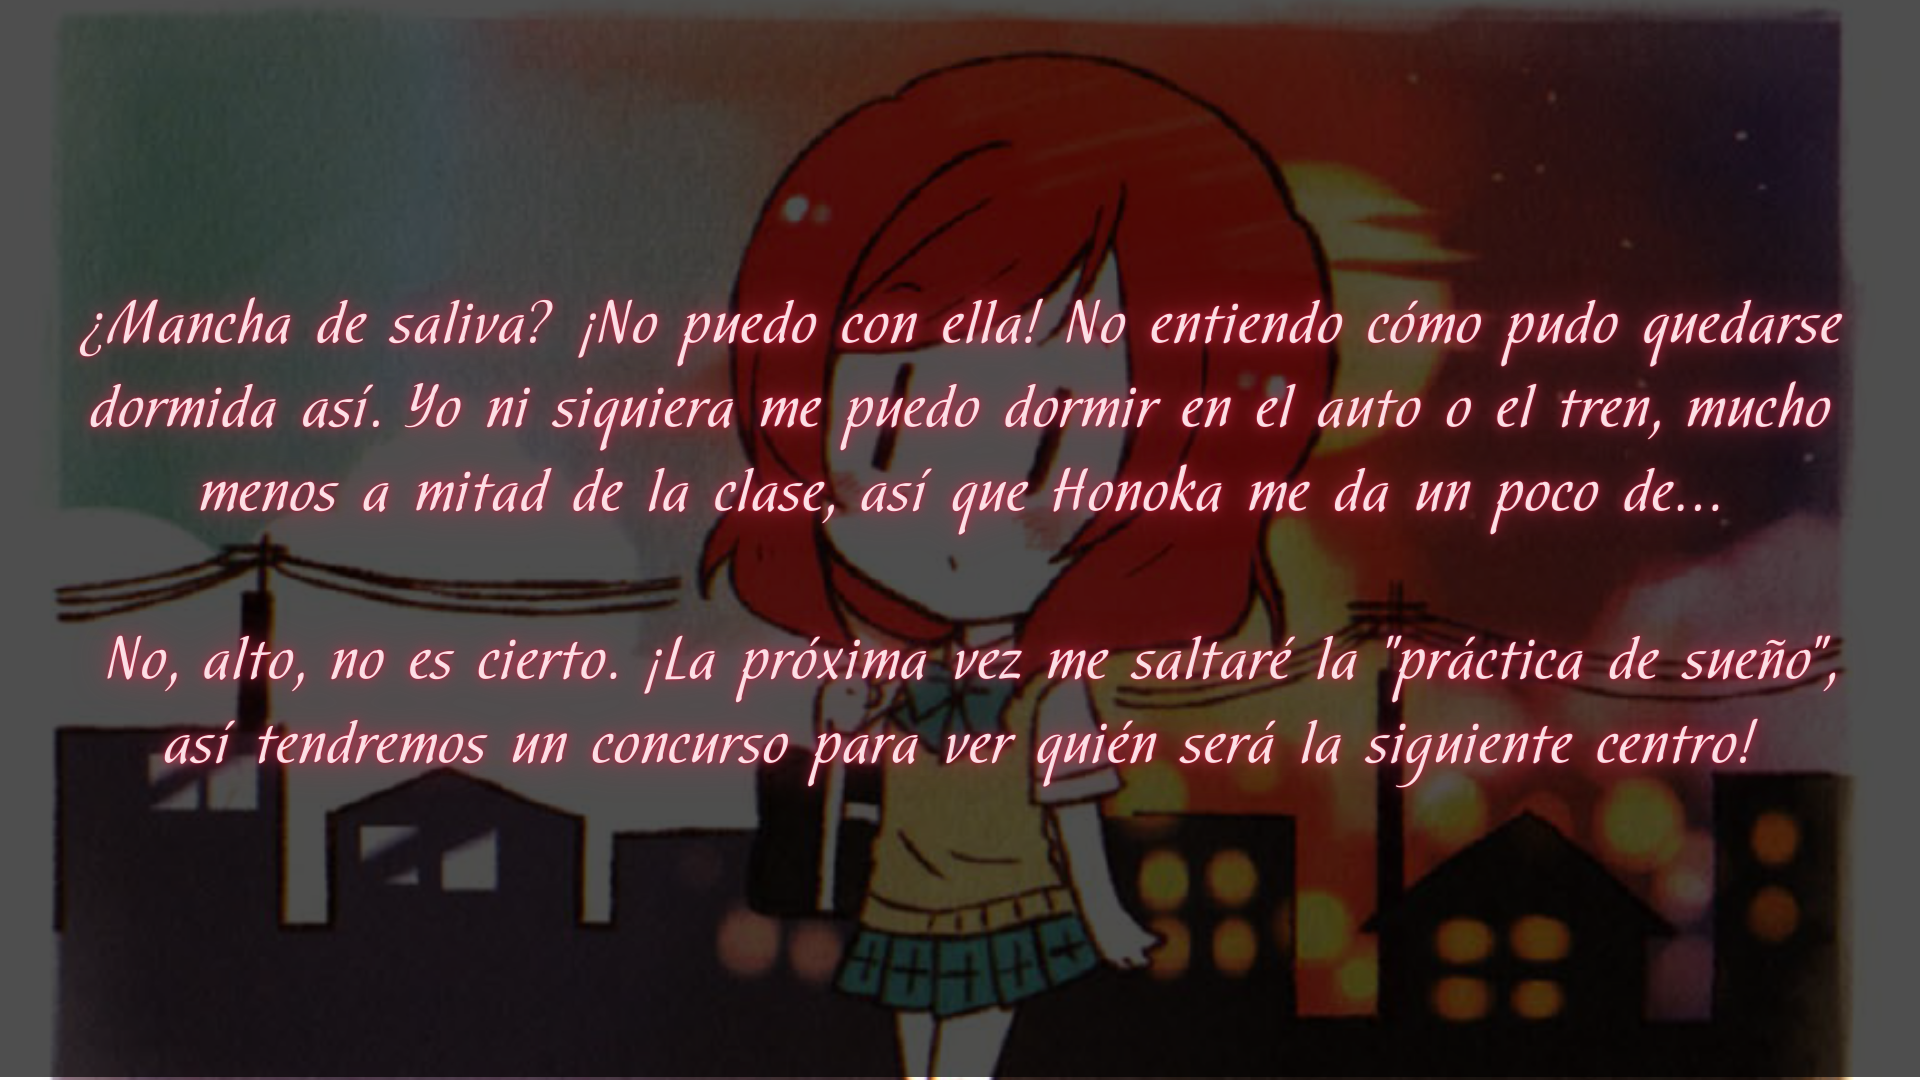 ¿Mancha de saliva? ¡No puedo con ella! No entiendo cómo pudo quedarse
dormida así. Yo ni siquiera me puedo dormir en el auto o el tren, mucho
menos a mitad de la clase, así que Honoka me da un poco de...
No, alto, no es cierto. ¡La próxima vez me saltaré la "práctica de sueño",
así tendremos un concurso para ver quién será la siguiente centro!